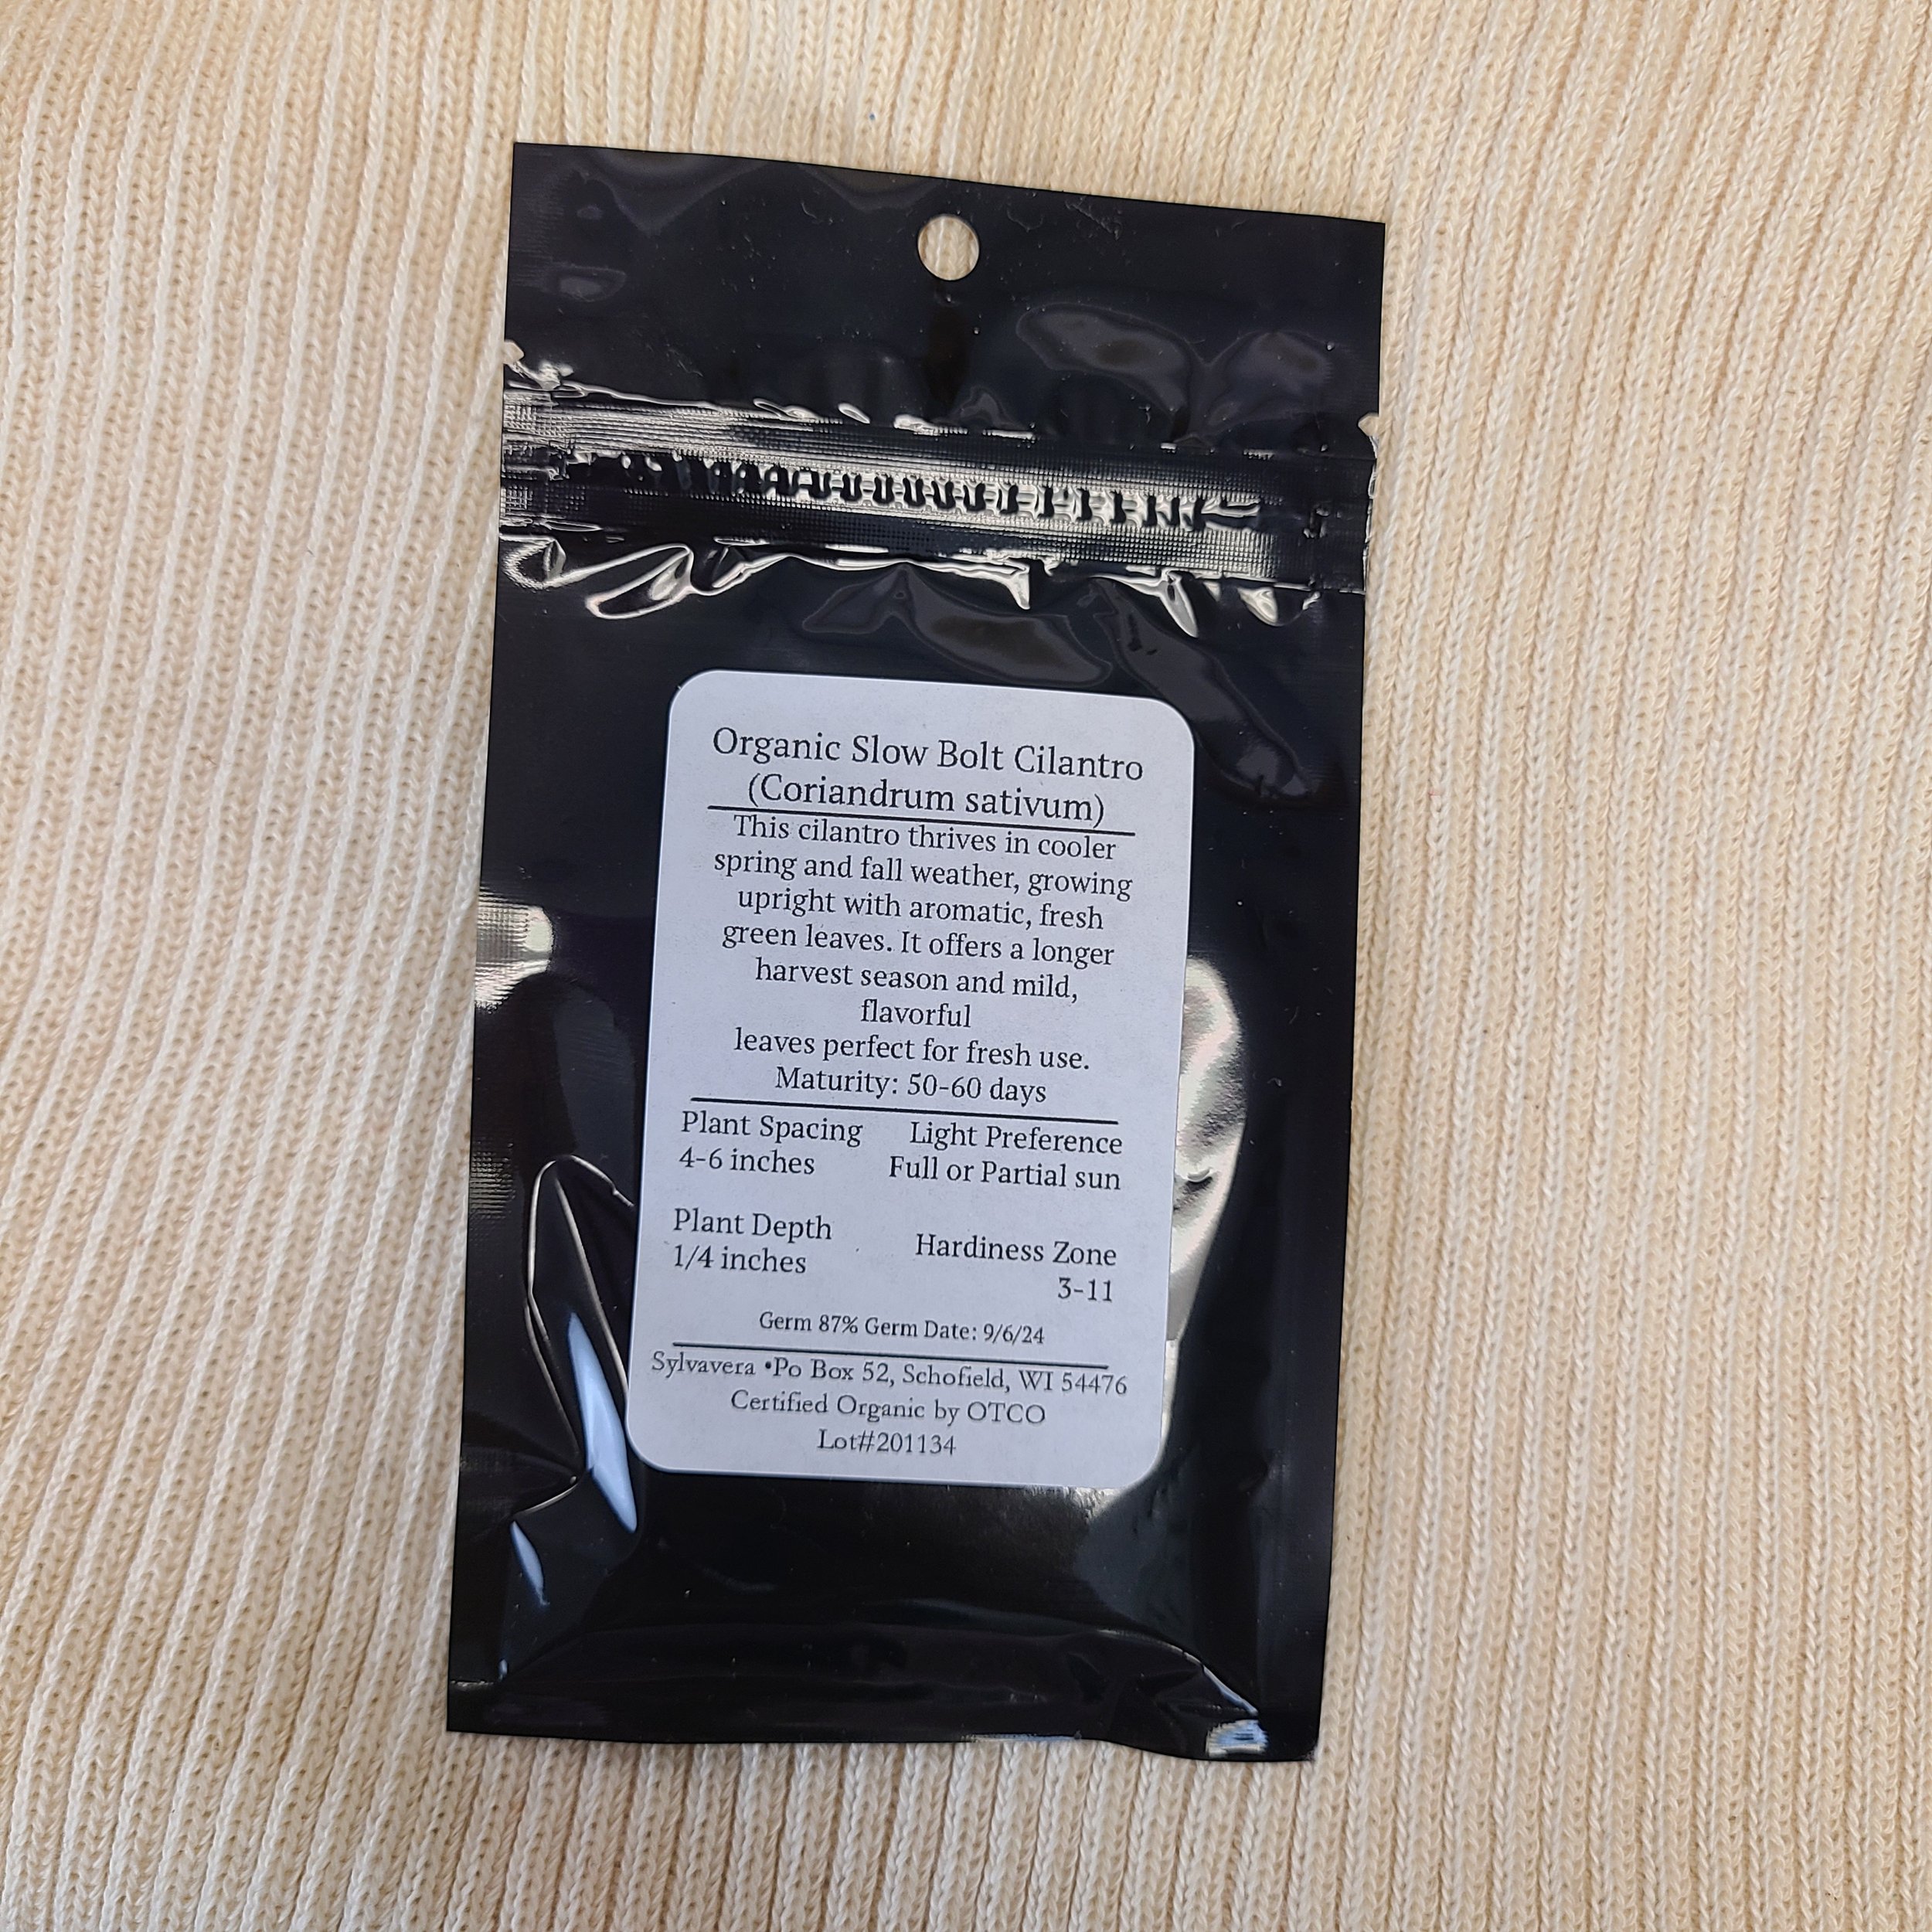 Organic Slow Bolt Cilantro
(Coriandrum sativum)
This cilantro thrives in cooler
spring and fall weather, growing
upright with aromatic, fresh
green leaves. It offers a longer
harvest season and mild,
flavorful
leaves perfect for fresh use.
Maturity: 50-60 days
Plant Spacing
4-6 inches
Light Preference
Full or Partial sun
Plant Depth
1/4 inches
Hardiness Zone
3-11
Germ 87% Germ Date: 9/6/24
Sylvavera •Po Box 52, Schofield, WI 54476
Certified Organic by OTCO
Lot#201134